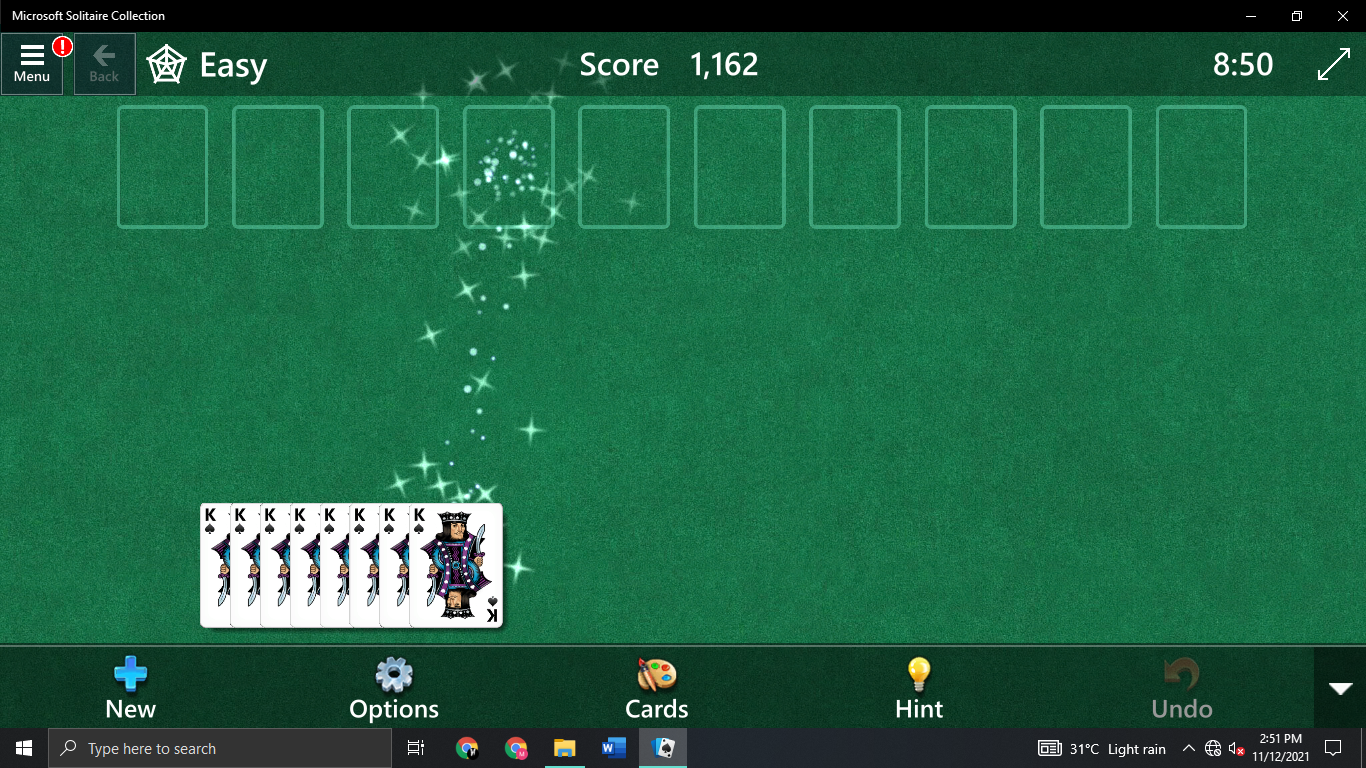 Microsoft Solitaire Collection
Menu
!
Back
Easy
Score 1,162
8:50
K K K K K K K K
K
New
Options
Cards
Hint
Undo
Type here to search
W
31°C Light rain
2:51 PM
11/12/2021